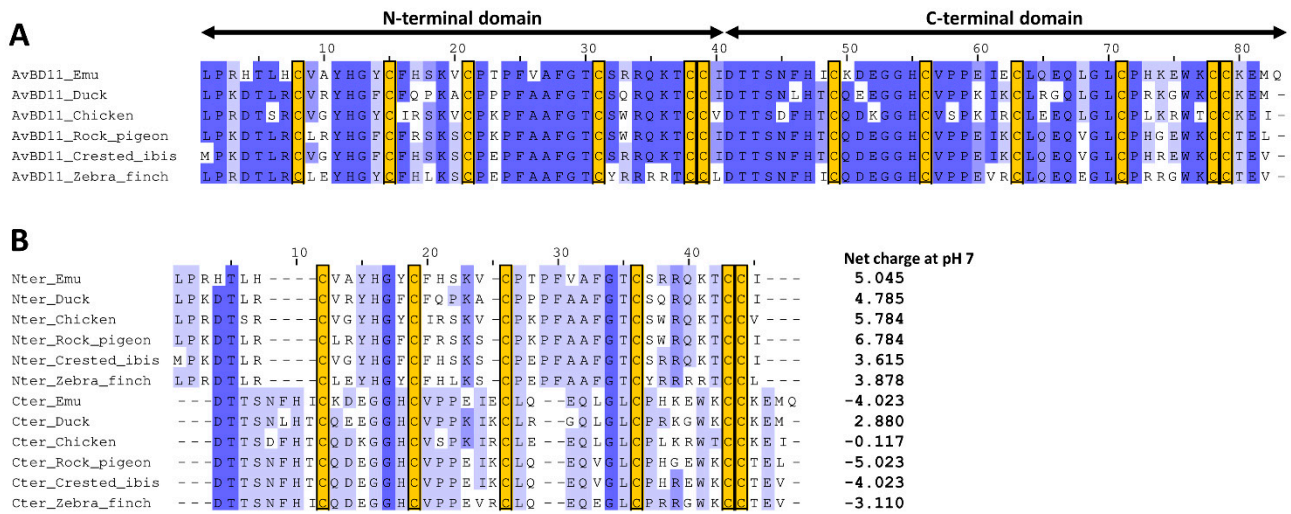 N-terminal domain C-terminal domain
A
10 20 30 40 50 60 70 80
AvBD11_Emu LPRHTLHCVAYHGYCFHSKVCPTPFVAFGTCSRRQKTCCIDTTSNFHICKDEGGHCVPPEIECLQEQLGLCPHKEWKCCKEMQ
AvBD11_Duck LPKDTLRCVRYHGFCFQPKACPPPFAAFGTCSQRQKTCCIDTTSNLHTCQEEGGHCVPPKIKCLRGQLGLCPRKGWKCCKEM-
AvBD11_Chicken LPRDTSRCVGYHGYCIRSKVCPKPFAAFGTCSWRQKTCCVDTTSDFHTCQDKGGHCVSPKIRCLEEQLGLCPLKRWTCCKEI-
AvBD11_Rock_pigeon LPKDTLRCLRYHGFCFRSKSCPKPFAAFGTCSWRQKTCCIDTTSNFHTCQDEGGHCVPPEIKCLQEQVGLCPHGEWKCCTEL-
AvBD11_Crested_ibis MPKDTLRCVGYHGFCFHSKSCPEPFAAFGTCSRRQKTCCIDTTSNFHTCQDEGGHCVPPEIKCLQEQVGLCPHREWKCCTEV-
AvBD11_Zebra_finch LPRDTLRCLEYHGYCFHLKSCPEPFAAFGTCYRRRRTCCLDTTSNFHICQDEGGHCVPPEVRCLQEQEGLCPRRGWKCCTEV-
B
10 20 30 40 Net charge at pH 7
Nter_Emu LPRHTLH----CVAYHGYCFHSKV-CPTPFVAFGTCSRRQKTCCI--- 5.045
Nter_Duck LPKDTLR----CVRYHGFCFQPKA-CPPPFAAFGTCSQRQKTCCI--- 4.785
Nter_Chicken LPRDTSR----CVGYHGYCIRSKV-CPKPFAAFGTCSWRQKTCCV--- 5.784
Nter_Rock_pigeon LPKDTLR----CLRYHGFCFRSKS-CPKPFAAFGTCSWRQKTCCI--- 6.784
Nter_Crested_ibis MPKDTLR----CVGYHGFCFHSKS-CPEPFAAFGTCSRRQKTCCI--- 3.615
Nter_Zebra_finch LPRDTLR----CLEYHGYCFHLKS-CPEPFAAFGTCYRRRRTCCL--- 3.878
Cter_Emu ---DTTSNFHICKDEGGHCVPPEIECLQ--EQLGLCPHKEWKCCKEMQ -4.023
Cter_Duck ---DTTSNLHTCQEEGGHCVPPKIKCLR--GQLGLCPRKGWKCCKEM- 2.880
Cter_Chicken ---DTTSDFHTCQDKGGHCVSPKIRCLE--EQLGLCPLKRWTCCKEI- -0.117
Cter_Rock_pigeon ---DTTSNFHTCQDEGGHCVPPEIKCLQ--EQVGLCPHGEWKCCTEL- -5.023
Cter_Crested_ibis ---DTTSNFHTCQDEGGHCVPPEIKCLQ--EQVGLCPHREWKCCTEV- -4.023
Cter_Zebra_finch ---DTTSNFHICQDEGGHCVPPEVRCLQ--EQEGLCPRRGWKCCTEV- -3.110